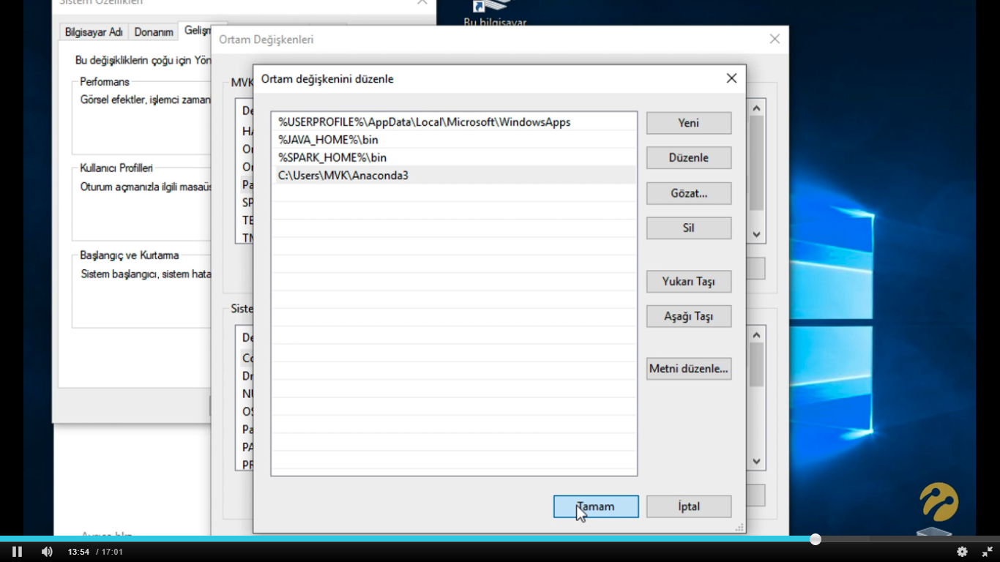 Sistem Özellikleri
Bu bilgisayar
Bilgisayar Adı
Donanım
Gelişm
Ortam Değişkenleri
Bu değişikliklerin çoğu için Yön
Performans
Görsel efektler, işlemci zaman
Kullanıcı Profilleri
Oturum açmanızla ilgili masaüs
Başlangıç ve Kurtarma
Sistem başlangıcı, sistem hata
MVK
De
HA
On
On
Pa
SP
TE
TM
Siste
De
Co
Dr
NU
OS
Pa
PA
PR
Ortam değişkenini düzenle
%USERPROFILE%\AppData\Local\Microsoft\WindowsApps
%JAVA_HOME%\bin
%SPARK_HOME%\bin
C:\Users\MVK\Anaconda3
Yeni
Düzenle
Gözat...
Sil
Yukarı Taşı
Aşağı Taşı
Metni düzenle...
Tamam
İptal
13:54 / 17:01